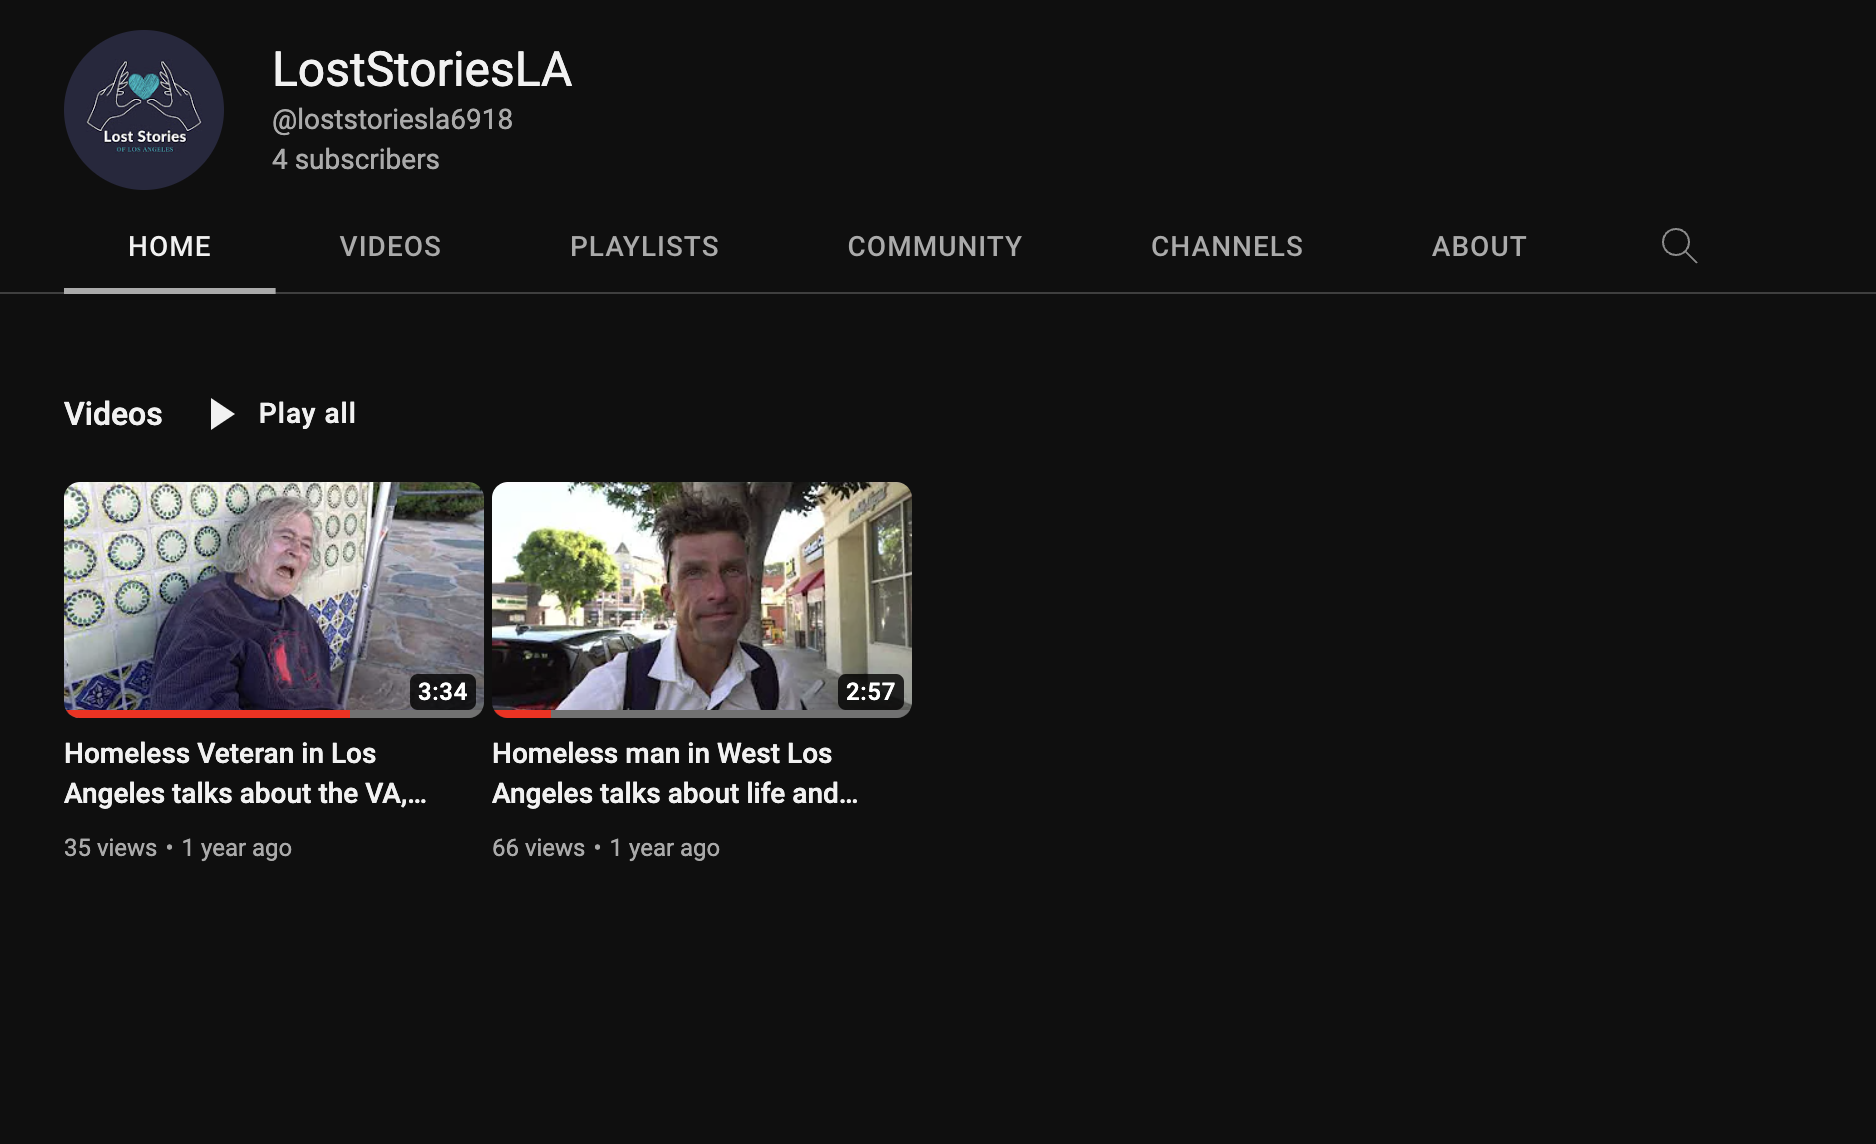 LostStoriesLA
@loststoriesla6918
4 subscribers
Lost Stories
OF LOS ANGELES
HOME
VIDEOS
PLAYLISTS
COMMUNITY
CHANNELS
ABOUT
Videos
Play all
3:34
2:57
Homeless Veteran in Los
Angeles talks about the VA,...
35 views • 1 year ago
Homeless man in West Los
Angeles talks about life and...
66 views • 1 year ago